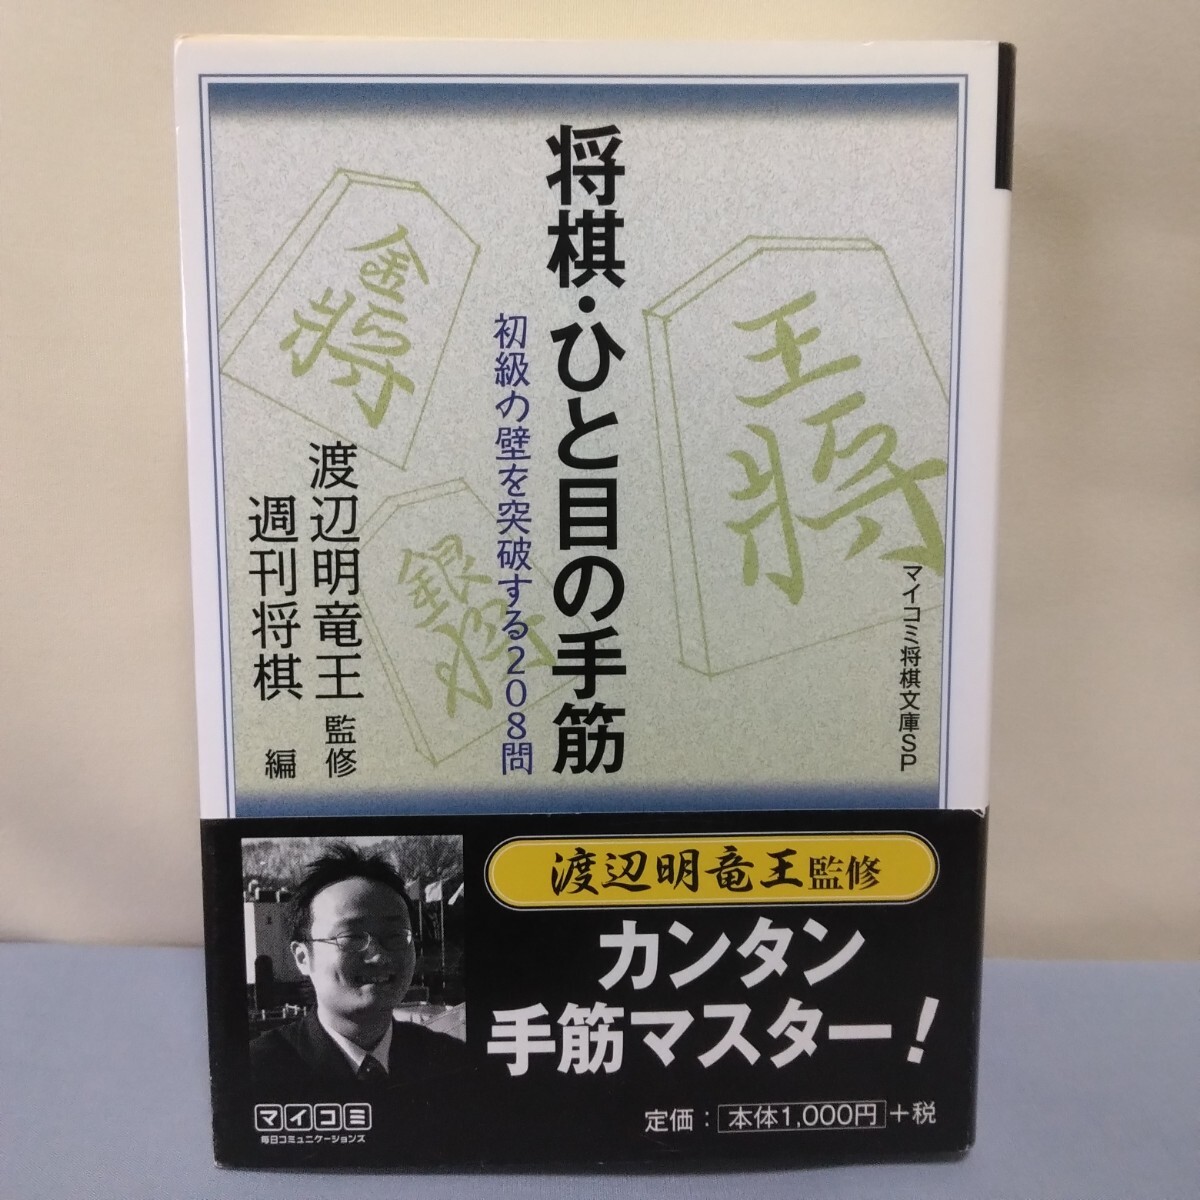 マイコミ将棋文庫SP
王将
将棋・ひと目の手筋
初級の壁を突破する208問
金将
銀将
渡辺明竜王 監修
週刊将棋 編
渡辺明竜王監修
カンタン
手筋マスター!
マイコミ
毎日コミュニケーションズ
定価:本体1,000円+税